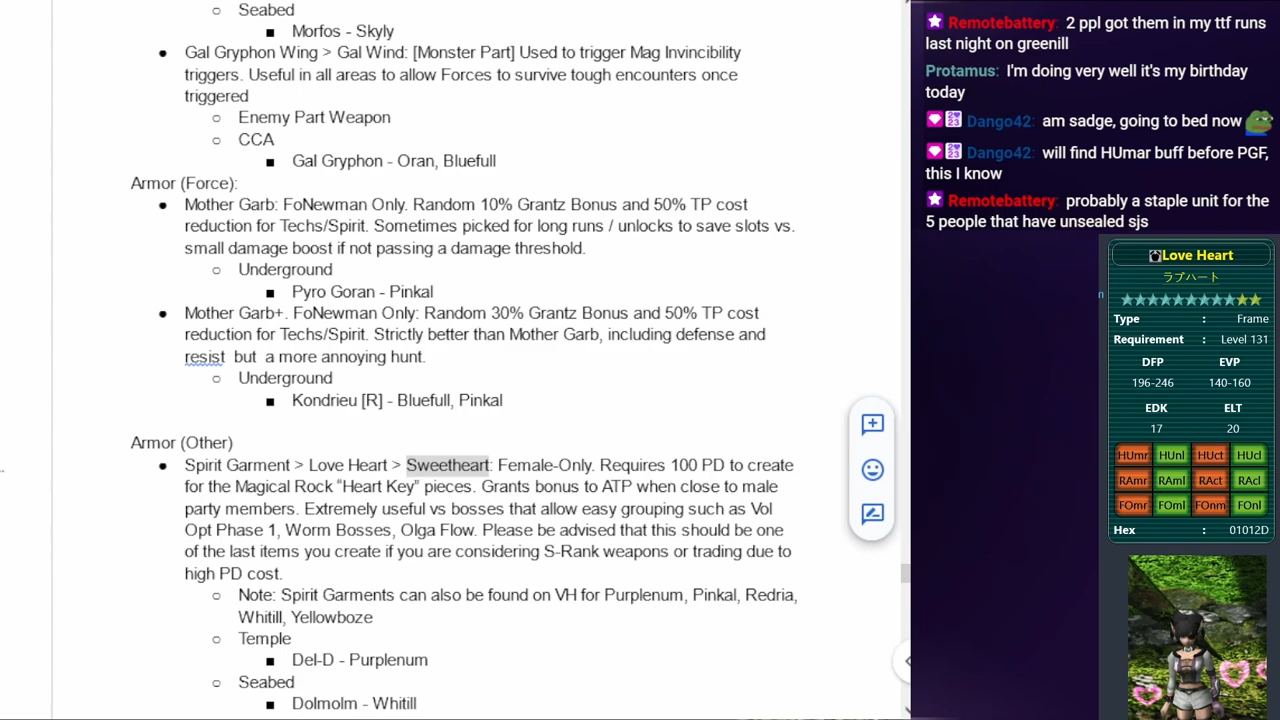 Seabed
Morfos - Skyly
Gal Gryphon Wing > Gal Wind: [Monster Part] Used to trigger Mag Invincibility
triggers. Useful in all areas to allow Forces to survive tough encounters once
triggered
Enemy Part Weapon
CCA
Gal Gryphon - Oran, Bluefull
Armor (Force):
Mother Garb: FoNewman Only. Random 10% Grantz Bonus and 50% TP cost
reduction for Techs/Spirit. Sometimes picked for long runs / unlocks to save slots vs.
small damage boost if not passing a damage threshold.
Underground
Pyro Goran - Pinkal
Mother Garb+. FoNewman Only: Random 30% Grantz Bonus and 50% TP cost
reduction for Techs/Spirit. Strictly better than Mother Garb, including defense and
resist but a more annoying hunt.
Underground
Kondrieu [R] - Bluefull, Pinkal
Armor (Other)
Spirit Garment > Love Heart > Sweetheart: Female-Only. Requires 100 PD to create
for the Magical Rock “Heart Key” pieces. Grants bonus to ATP when close to male
party members. Extremely useful vs bosses that allow easy grouping such as Vol
Opt Phase 1, Worm Bosses, Olga Flow. Please be advised that this should be one
of the last items you create if you are considering S-Rank weapons or trading due to
high PD cost.
Note: Spirit Garments can also be found on VH for Purplenum, Pinkal, Redria,
Whitill, Yellowboze
Temple
Del-D - Purplenum
Seabed
Dolmolm - Whitill
Remotebattery: 2 ppl got them in my ttf runs
last night on greenill
Protamus: I'm doing very well it's my birthday
today
2023 Dango42: am sadge, going to bed now
2023 Dango42: will find HUmar buff before PGF,
this I know
Remotebattery: probably a staple unit for the
5 people that have unsealed sjs
n
Love Heart
ラブハート
Type : Frame
Requirement : Level 131
DFP EVP
196-246 140-160
EDK ELT
17 20
HUmr HUnl HUct HUcl
RAmr RAml RAct RAcl
FOmr FOml FOnm FOnl
Hex : 01012D